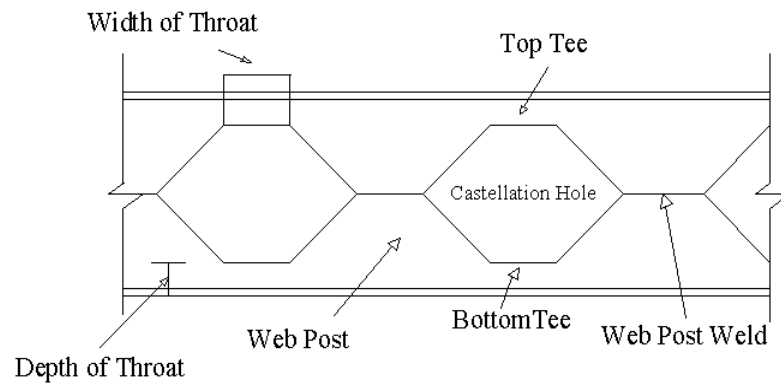 Width of Throat
Top Tee
Castellation Hole
Web Post
BottomTee
Web Post Weld
Depth of Throat